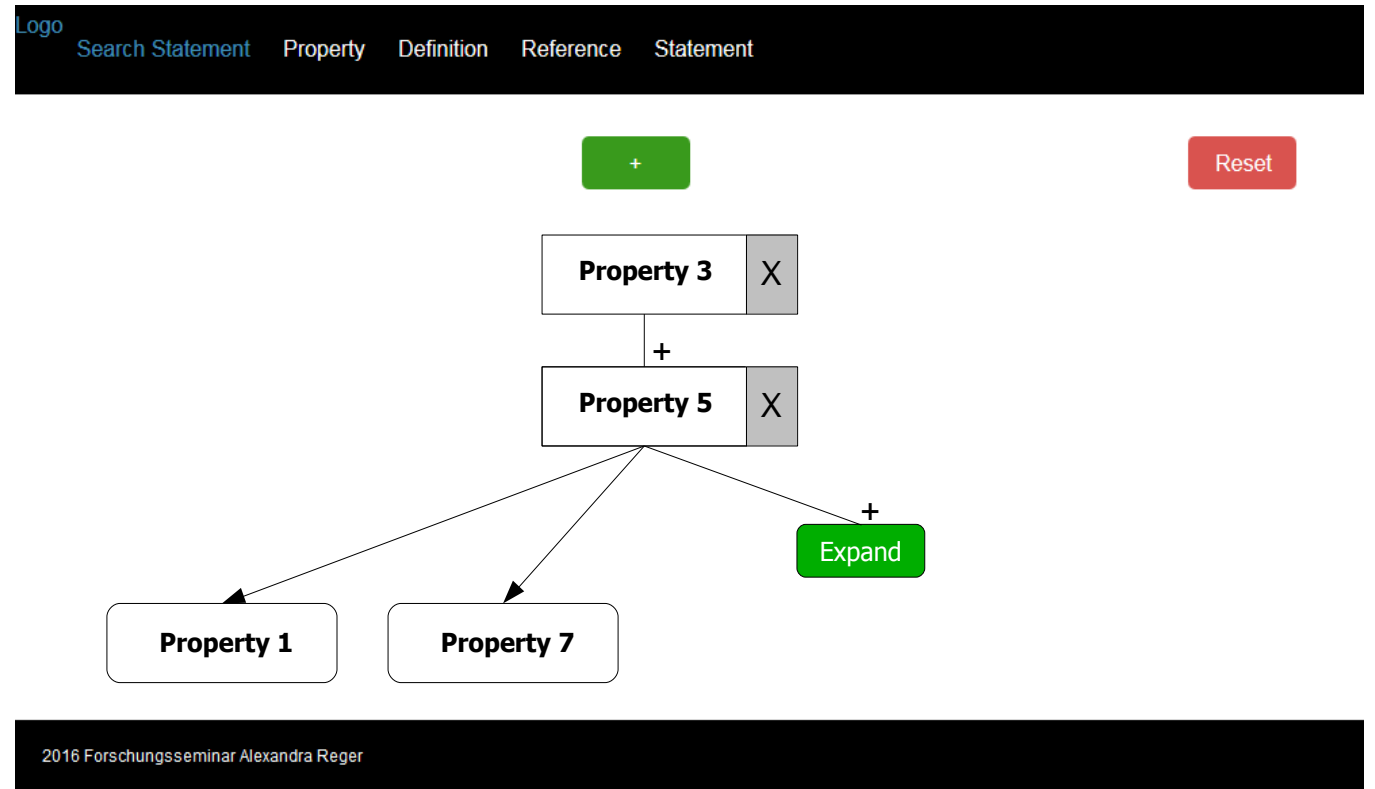 Logo
Search Statement Property Definition Reference Statement
+ Reset
Property 3 X
+
Property 5 X
+
Expand
Property 1 Property 7
2016 Forschungsseminar Alexandra Reger